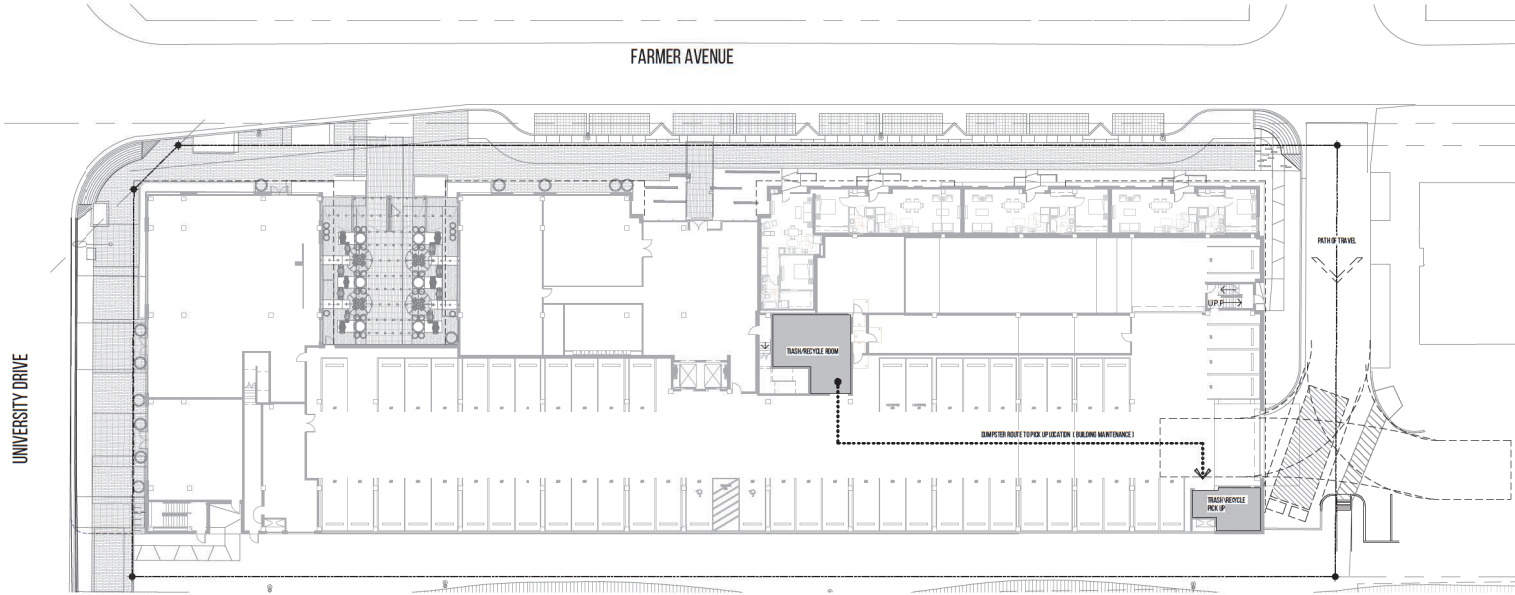 FARMER AVENUE
PATH OF TRAVEL
UP
TRASH/RECYCLE ROOM
UNIVERSITY DRIVE
DUMPSTER ROUTE TO PICK UP LOCATION ( BUILDING MAINTENANCE )
TRASH\RECYCLE
PICK UP